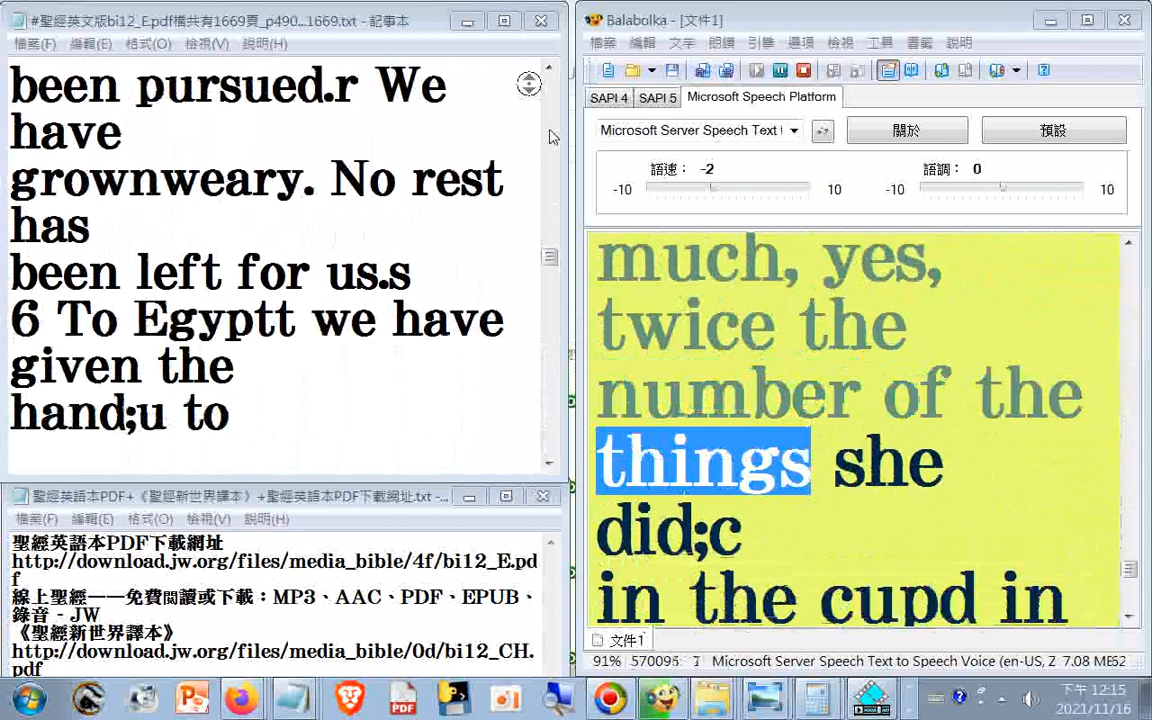 #聖經英文版bi12_E.pdf檔共有1669頁_p490...1669.txt - 記事本
檔案(F) 編輯(E) 格式(O) 檢視(V) 說明(H)
been pursued.r We
have
grownweary. No rest
has
been left for us.s
6 To Egyptt we have
given the
hand;u to
聖經英語本PDF+《聖經新世界譯本》+聖經英語本PDF下載網址.txt - ...
檔案(F) 編輯(E) 格式(O) 檢視(V) 說明(H)
聖經英語本PDF下載網址
http://download.jw.org/files/media_bible/4f/bi12_E.pd
f
線上聖經——免費閱讀或下載：MP3、AAC、PDF、EPUB、
錄音 - JW
《聖經新世界譯本》
http://download.jw.org/files/media_bible/0d/bi12_CH.
pdf
Balabolka - [文件1]
檔案 編輯 文字 朗讀 引擎 選項 檢視 工具 書籤 說明
SAPI 4 SAPI 5 Microsoft Speech Platform
Microsoft Server Speech Text 關於 預設
語速： -2 語調： 0
-10 10 -10 10
much, yes,
twice the
number of the
things she
did;c
in the cupd in
文件1
91% 570095: Microsoft Server Speech Text to Speech Voice (en-US, Z 7.08 ME
下午 12:15
2021/11/16